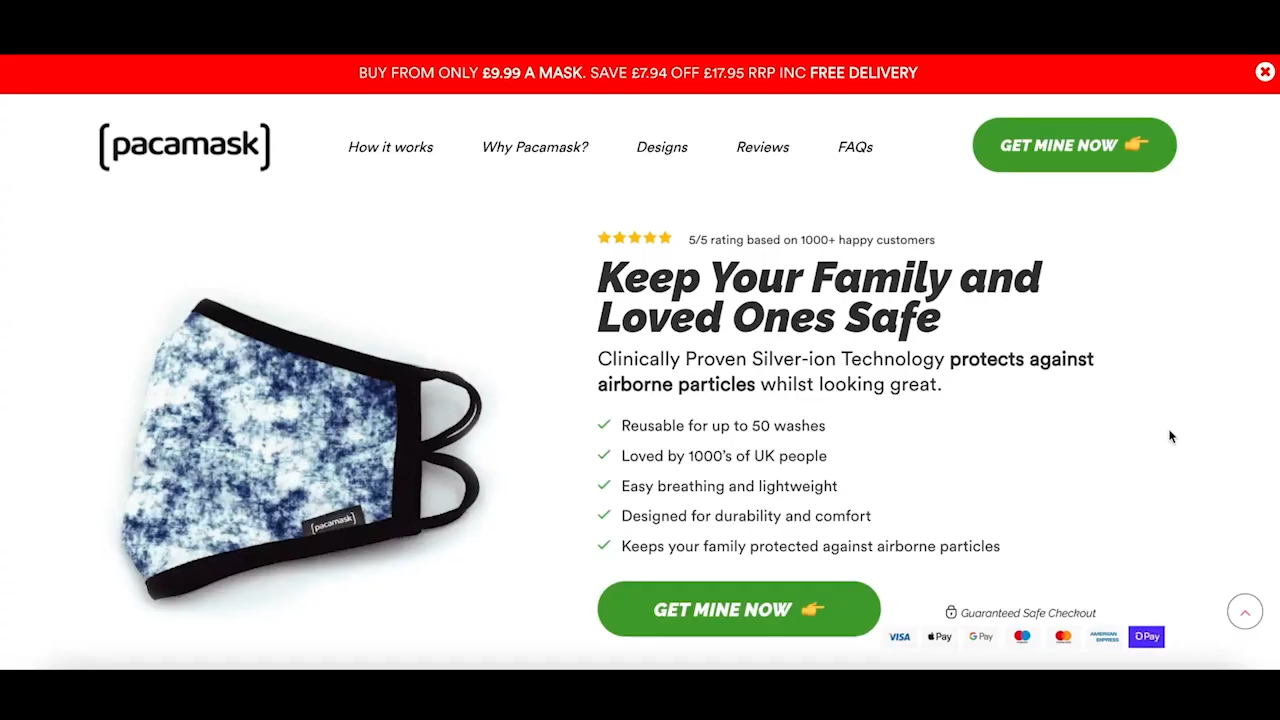 BUY FROM ONLY £9.99 A MASK. SAVE £7.94 OFF £17.95 RRP INC FREE DELIVERY
[pacamask]
How it works
Why Pacamask?
Designs
Reviews
FAQs
GET MINE NOW
5/5 rating based on 1000+ happy customers
Keep Your Family and
Loved Ones Safe
Clinically Proven Silver-ion Technology protects against
airborne particles whilst looking great.
Reusable for up to 50 washes
Loved by 1000's of UK people
Easy breathing and lightweight
Designed for durability and comfort
Keeps your family protected against airborne particles
[pacamask]
GET MINE NOW
Guaranteed Safe Checkout
VISA
Pay
G Pay
AMERICAN
EXPRESS
Pay